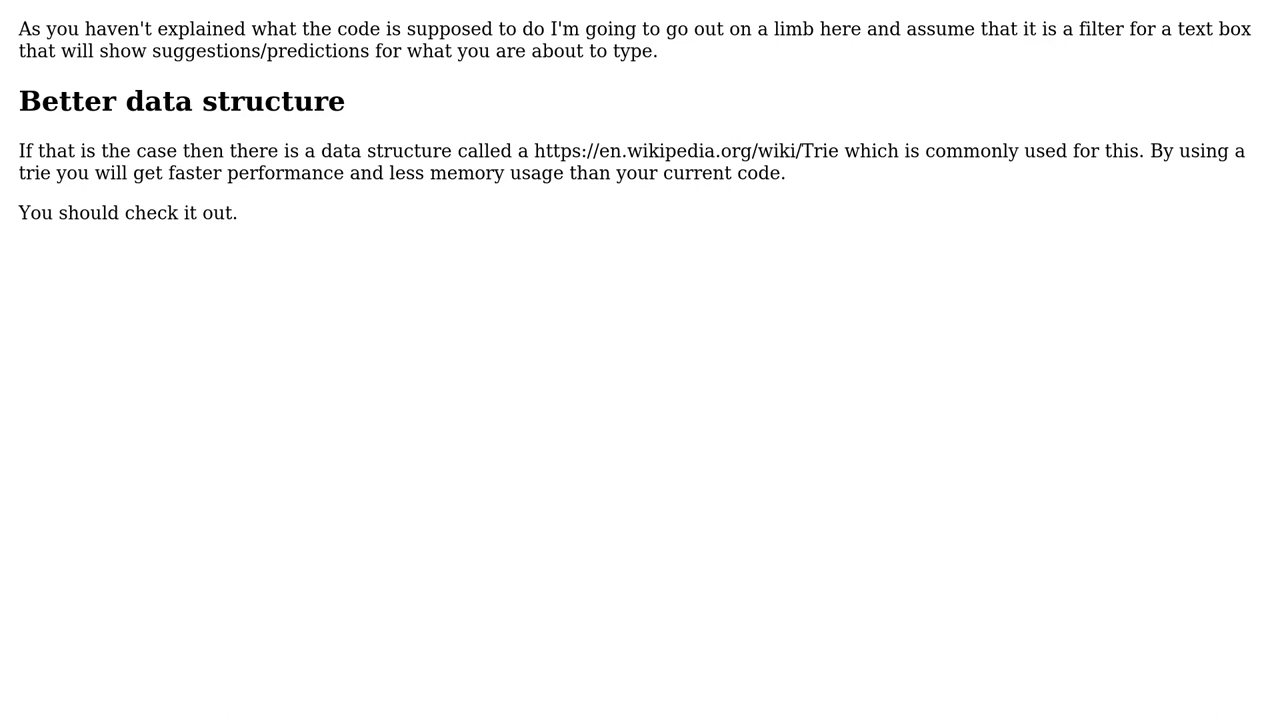 As you haven't explained what the code is supposed to do I'm going to go out on a limb here and assume that it is a filter for a text box
that will show suggestions/predictions for what you are about to type.
Better data structure
If that is the case then there is a data structure called a https://en.wikipedia.org/wiki/Trie which is commonly used for this. By using a
trie you will get faster performance and less memory usage than your current code.
You should check it out.